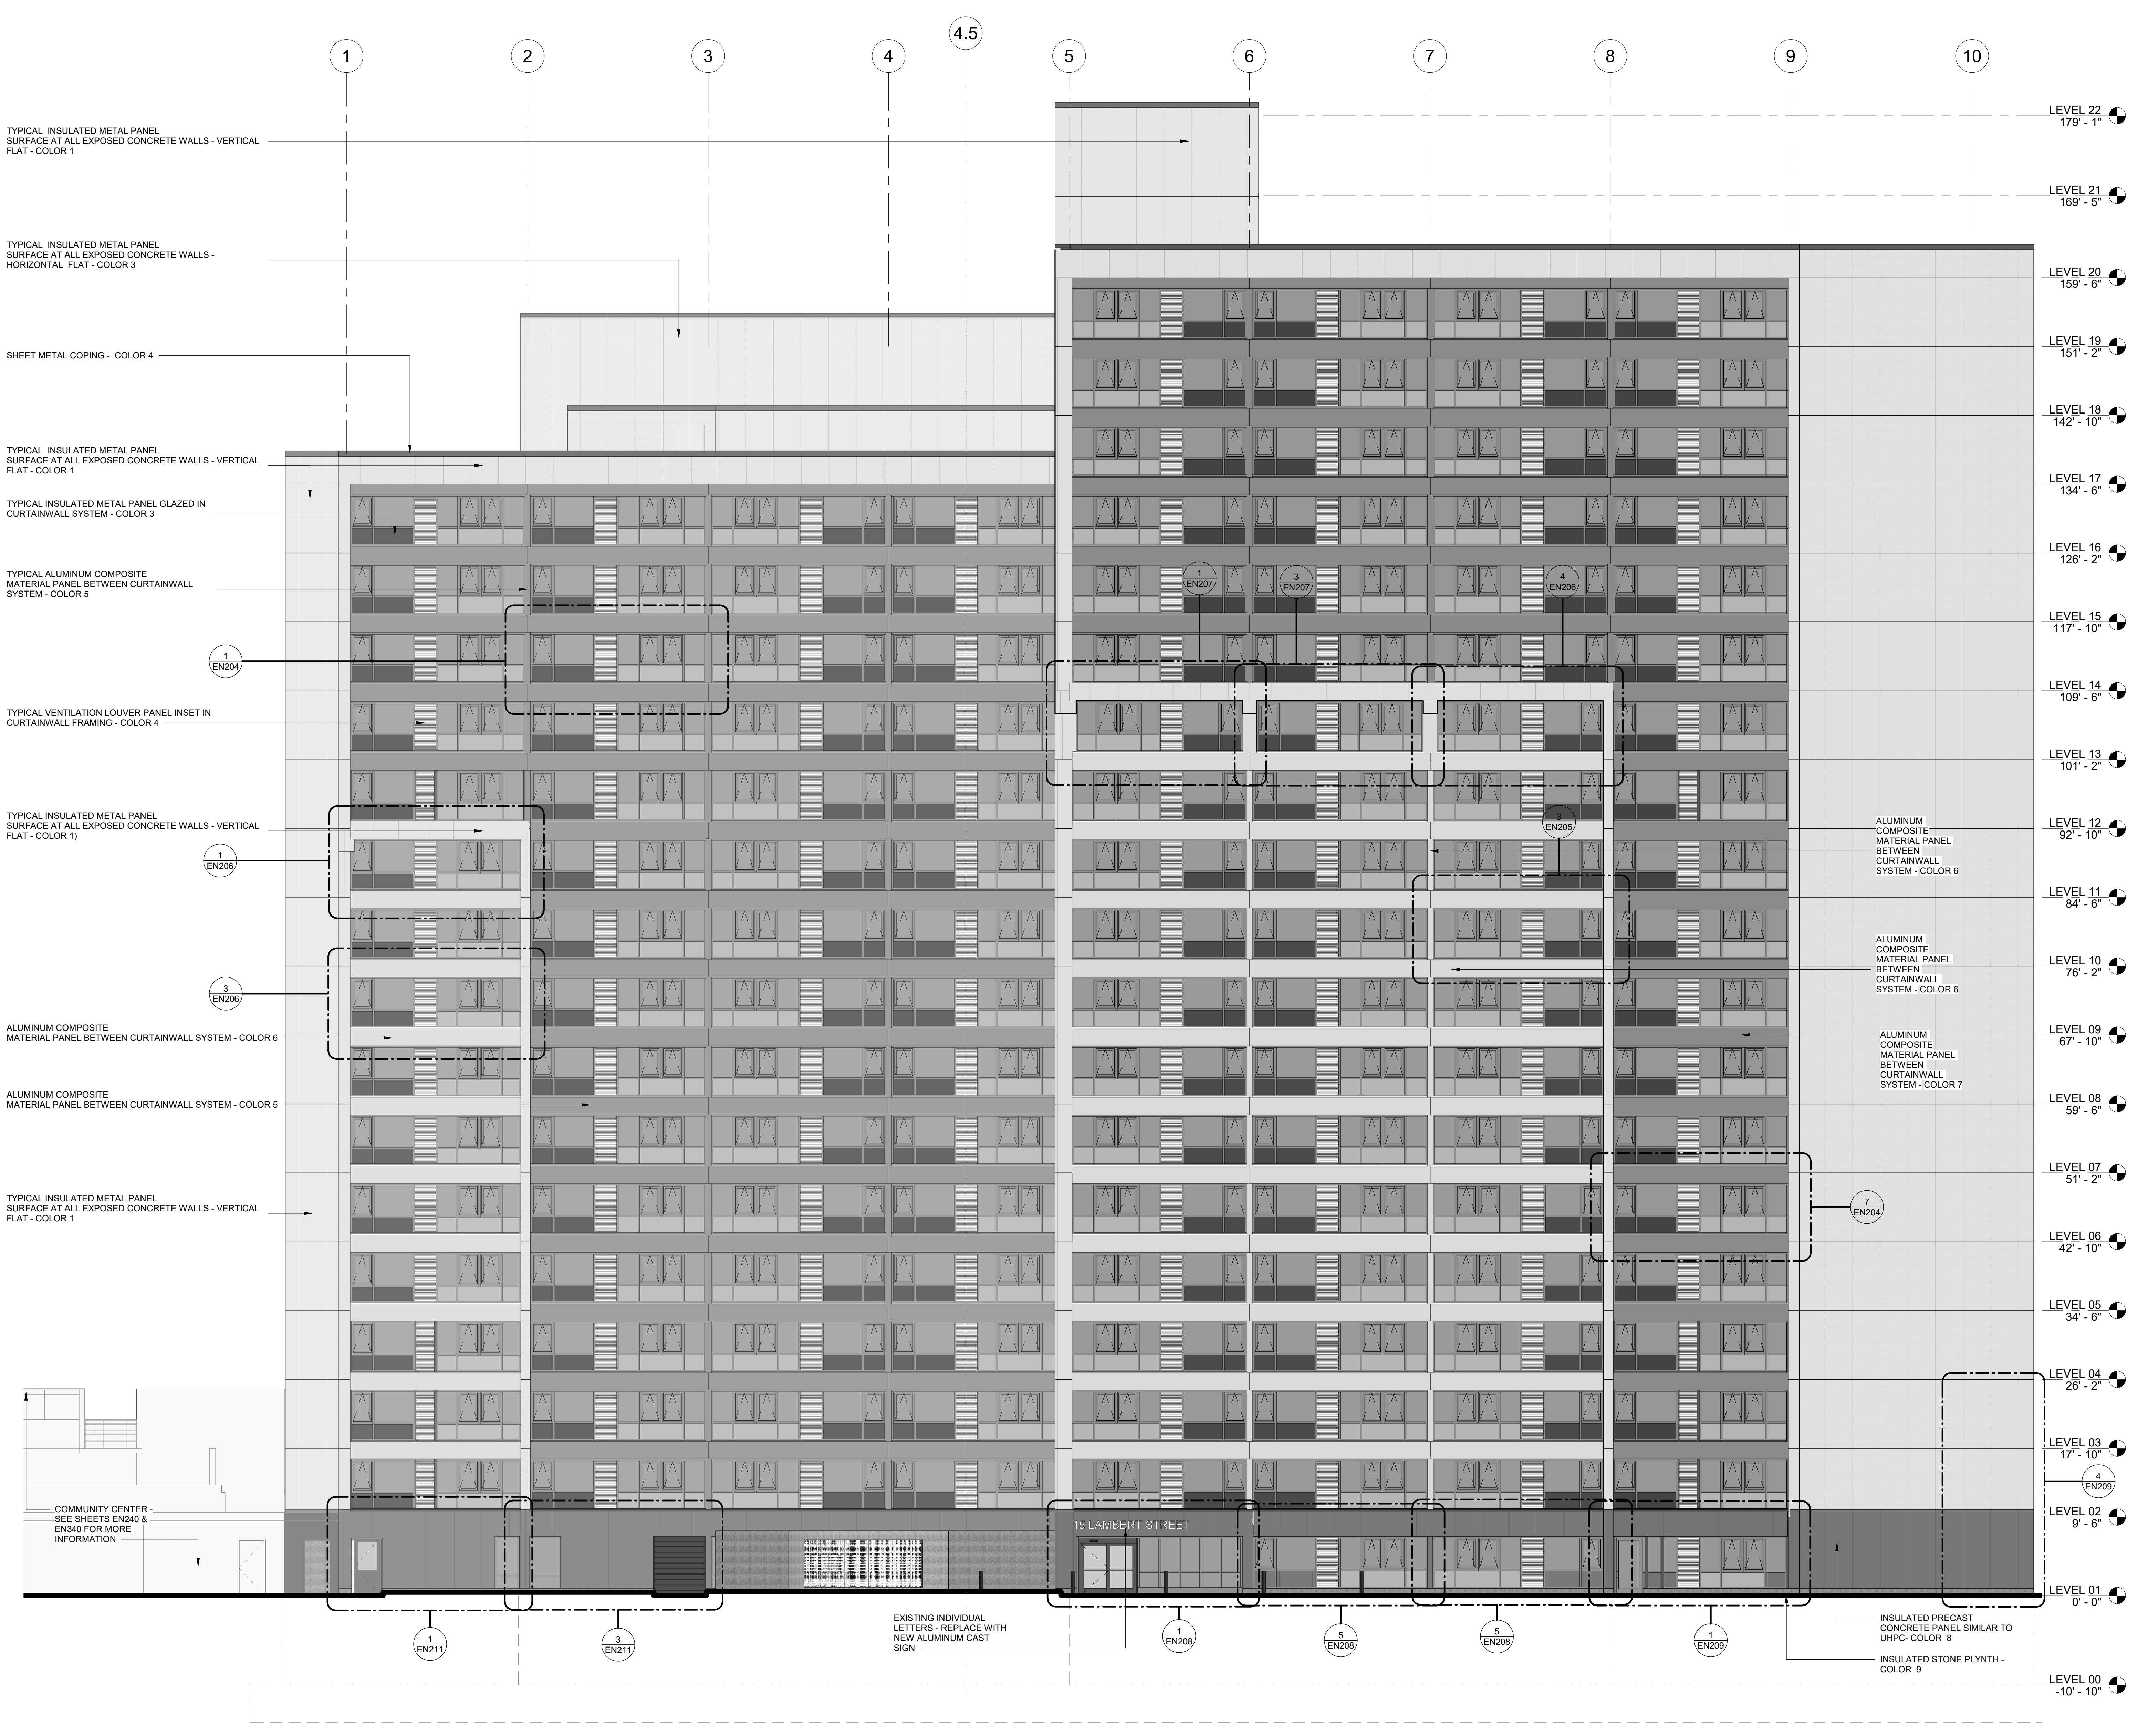 4.5
1
2
3
4
5
6
7
8
9
10
TYPICAL INSULATED METAL PANEL
SURFACE AT ALL EXPOSED CONCRETE WALLS - VERTICAL
FLAT - COLOR 1
TYPICAL INSULATED METAL PANEL
SURFACE AT ALL EXPOSED CONCRETE WALLS -
HORIZONTAL FLAT - COLOR 3
SHEET METAL COPING - COLOR 4
TYPICAL INSULATED METAL PANEL
SURFACE AT ALL EXPOSED CONCRETE WALLS - VERTICAL
FLAT - COLOR 1
TYPICAL INSULATED METAL PANEL GLAZED IN
CURTAINWALL SYSTEM - COLOR 3
TYPICAL ALUMINUM COMPOSITE
MATERIAL PANEL BETWEEN CURTAINWALL
SYSTEM - COLOR 5
1
EN204
TYPICAL VENTILATION LOUVER PANEL INSET IN
CURTAINWALL FRAMING - COLOR 4
TYPICAL INSULATED METAL PANEL
SURFACE AT ALL EXPOSED CONCRETE WALLS - VERTICAL
FLAT - COLOR 1)
1
EN206
3
EN206
ALUMINUM COMPOSITE
MATERIAL PANEL BETWEEN CURTAINWALL SYSTEM - COLOR 6
ALUMINUM COMPOSITE
MATERIAL PANEL BETWEEN CURTAINWALL SYSTEM - COLOR 5
TYPICAL INSULATED METAL PANEL
SURFACE AT ALL EXPOSED CONCRETE WALLS - VERTICAL
FLAT - COLOR 1
COMMUNITY CENTER -
SEE SHEETS EN240 &
EN340 FOR MORE
INFORMATION
1
EN207
3
EN207
4
EN206
3
EN205
ALUMINUM
COMPOSITE
MATERIAL PANEL
BETWEEN
CURTAINWALL
SYSTEM - COLOR 6
ALUMINUM
COMPOSITE
MATERIAL PANEL
BETWEEN
CURTAINWALL
SYSTEM - COLOR 6
ALUMINUM
COMPOSITE
MATERIAL PANEL
BETWEEN
CURTAINWALL
SYSTEM - COLOR 7
7
EN204
4
EN209
15 LAMBERT STREET
1
EN211
3
EN211
EXISTING INDIVIDUAL
LETTERS - REPLACE WITH
NEW ALUMINUM CAST
SIGN
1
EN208
5
EN208
5
EN208
1
EN209
INSULATED PRECAST
CONCRETE PANEL SIMILAR TO
UHPC- COLOR 8
INSULATED STONE PLYNTH -
COLOR 9
LEVEL 22
179' - 1"
LEVEL 21
169' - 5"
LEVEL 20
159' - 6"
LEVEL 19
151' - 2"
LEVEL 18
142' - 10"
LEVEL 17
134' - 6"
LEVEL 16
126' - 2"
LEVEL 15
117' - 10"
LEVEL 14
109' - 6"
LEVEL 13
101' - 2"
LEVEL 12
92' - 10"
LEVEL 11
84' - 6"
LEVEL 10
76' - 2"
LEVEL 09
67' - 10"
LEVEL 08
59' - 6"
LEVEL 07
51' - 2"
LEVEL 06
42' - 10"
LEVEL 05
34' - 6"
LEVEL 04
26' - 2"
LEVEL 03
17' - 10"
LEVEL 02
9' - 6"
LEVEL 01
0' - 0"
LEVEL 00
-10' - 10"